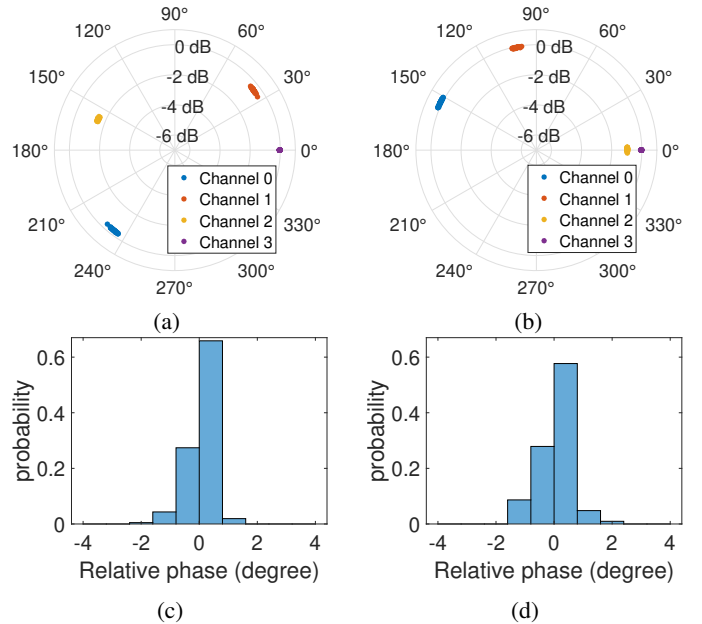 90°
120°
60°
0 dB
150°
30°
-2 dB
-4 dB
-6 dB
180°
0°
Channel 0
Channel 1
Channel 2
Channel 3
210°
330°
240°
300°
270°
(a)
90°
120°
60°
0 dB
150°
30°
-2 dB
-4 dB
-6 dB
180°
0°
Channel 0
Channel 1
Channel 2
Channel 3
210°
330°
240°
300°
270°
(b)
probability
0.6
0.4
0.2
0
-4 -2 0 2 4
Relative phase (degree)
(c)
probability
0.6
0.4
0.2
0
-4 -2 0 2 4
Relative phase (degree)
(d)